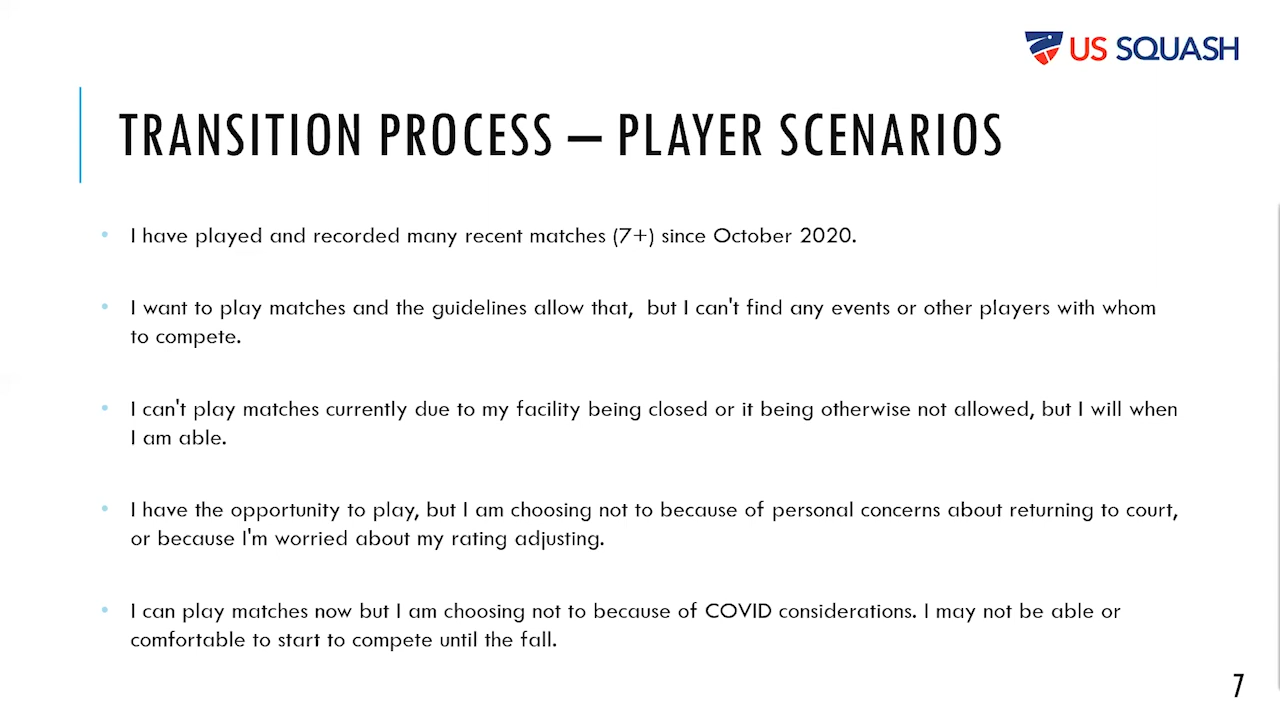 US SQUASH
TRANSITION PROCESS – PLAYER SCENARIOS
• I have played and recorded many recent matches (7+) since October 2020.
• I want to play matches and the guidelines allow that,  but I can't find any events or other players with whom
to compete.
• I can't play matches currently due to my facility being closed or it being otherwise not allowed, but I will when
I am able.
• I have the opportunity to play, but I am choosing not to because of personal concerns about returning to court,
or because I'm worried about my rating adjusting.
• I can play matches now but I am choosing not to because of COVID considerations. I may not be able or
comfortable to start to compete until the fall.
7